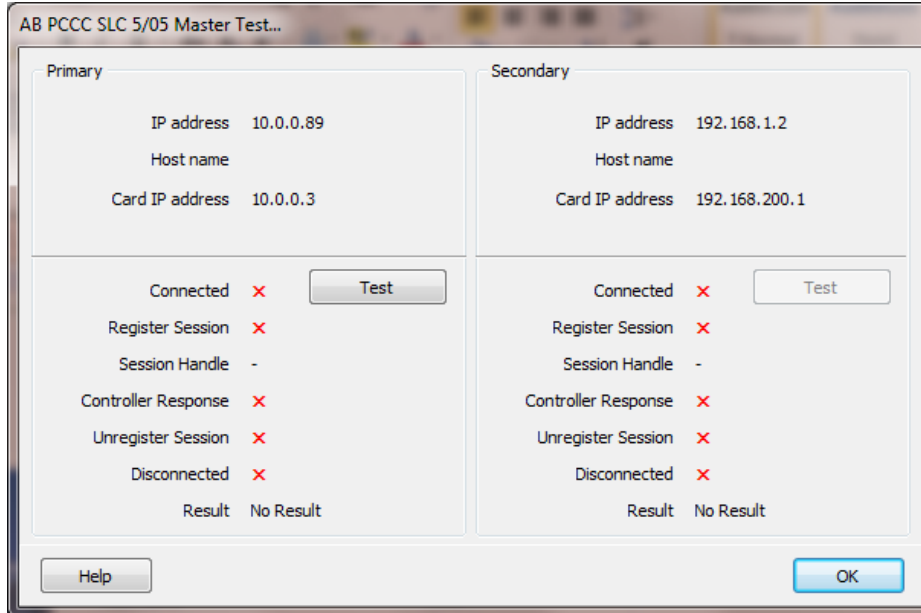 AB PCCC SLC 5/05 Master Test...
Primary
IP address 10.0.0.89
Host name
Card IP address 10.0.0.3
Connected ✕ Test
Register Session ✕
Session Handle -
Controller Response ✕
Unregister Session ✕
Disconnected ✕
Result No Result
Secondary
IP address 192.168.1.2
Host name
Card IP address 192.168.200.1
Connected ✕ Test
Register Session ✕
Session Handle -
Controller Response ✕
Unregister Session ✕
Disconnected ✕
Result No Result
Help
OK